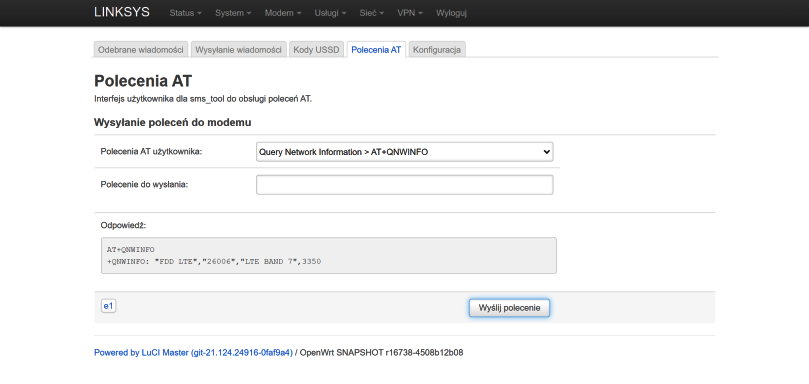 LINKSYS Status System Modem Usługi Sieć VPN Wyloguj
Odebrane wiadomości Wysyłanie wiadomości Kody USSD Polecenia AT Konfiguracja
Polecenia AT
Interfejs użytkownika dla sms_tool do obsługi poleceń AT.
Wysyłanie poleceń do modemu
Polecenia AT użytkownika: Query Network Information > AT+QNWINFO
Polecenie do wysłania:
Odpowiedź:
AT+QNWINFO
+QNWINFO: "FDD LTE","26006","LTE BAND 7",3350
e1 Wyślij polecenie
Powered by LuCI Master (git-21.124.24916-0faf9a4) / OpenWrt SNAPSHOT r16738-4508b12b08